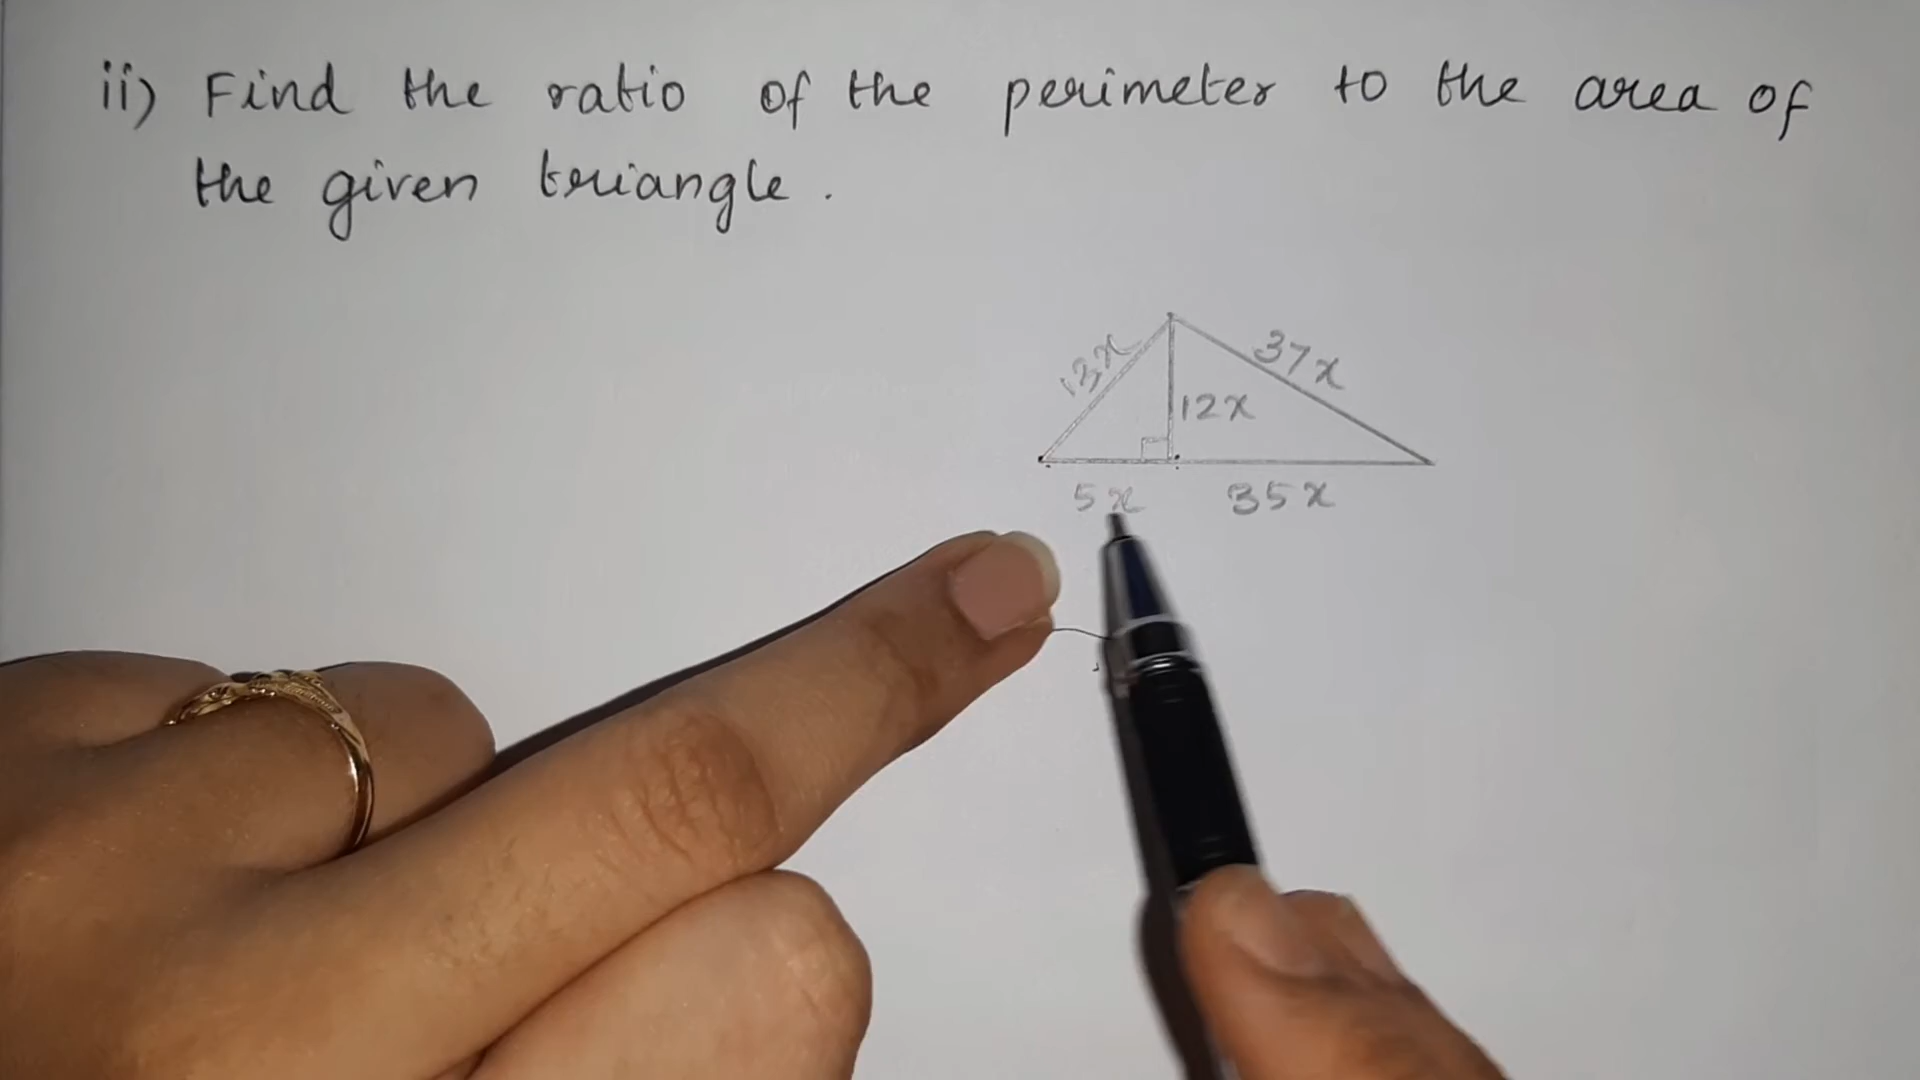 ii) Find the ratio of the perimeter to the area of
the given triangle.
13x
37x
12x
5x 35x